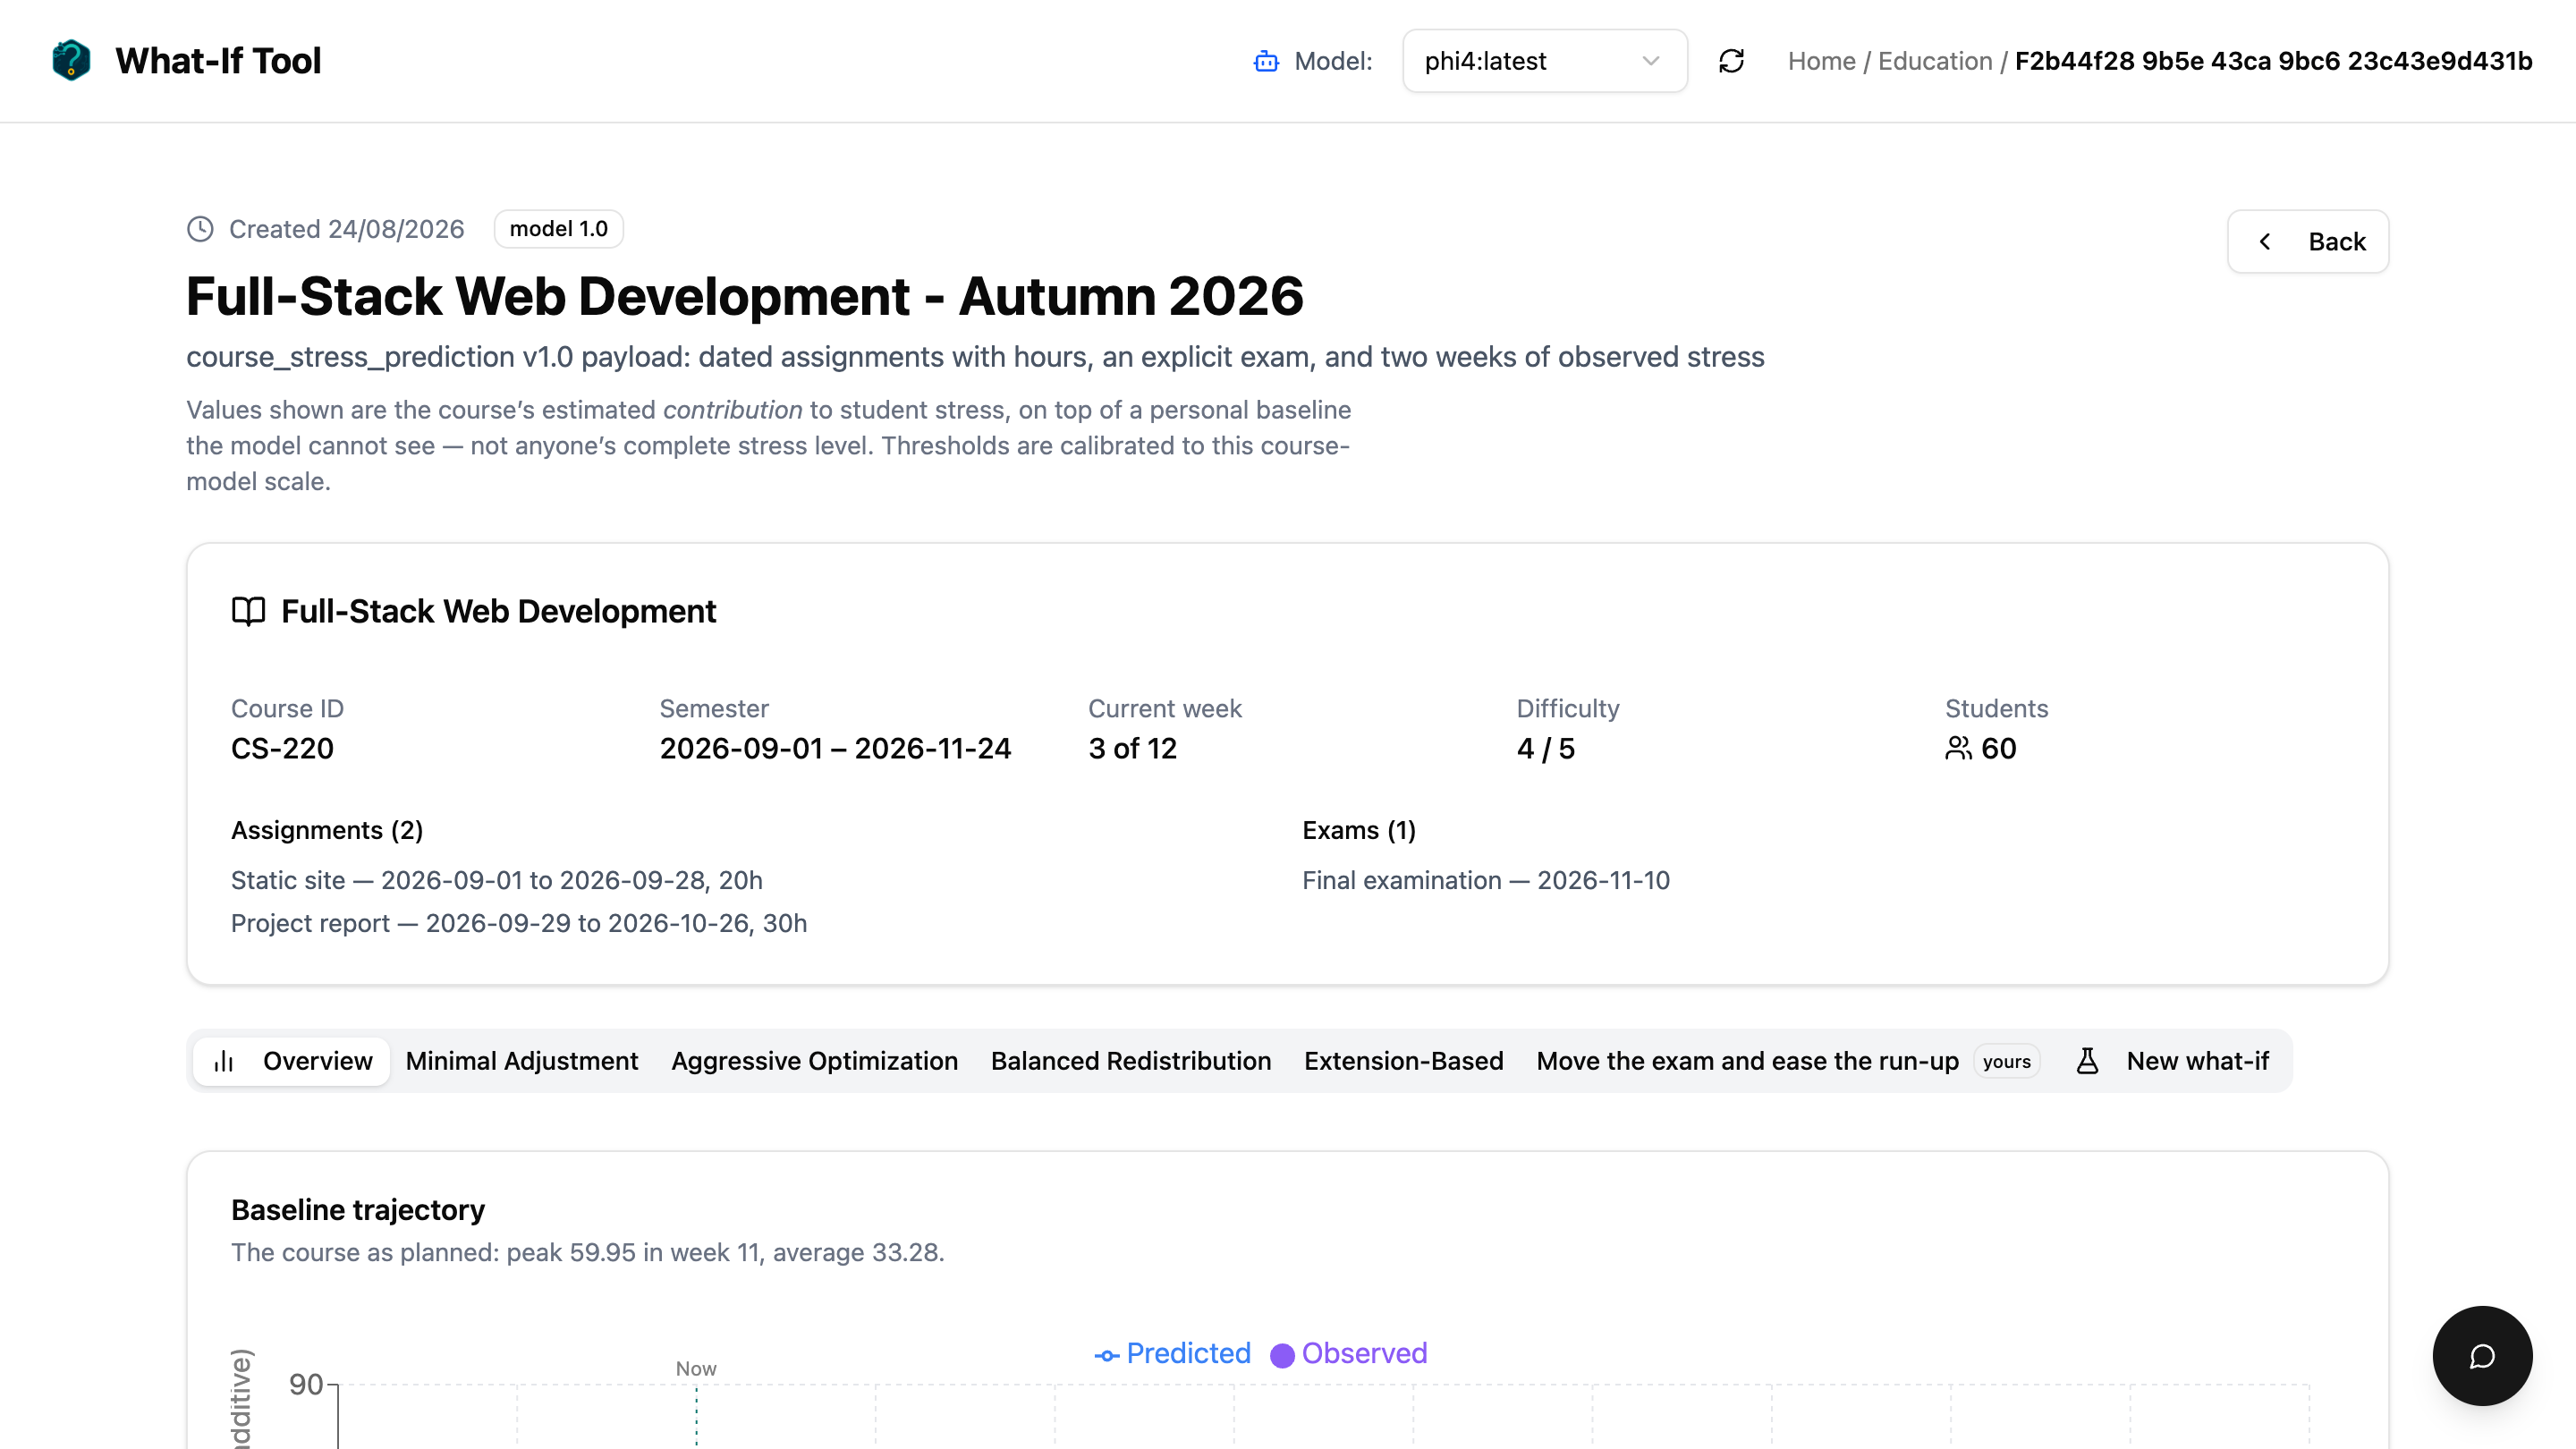 What-If Tool
Model:
phi4:latest
Home / Education / F2b44f28 9b5e 43ca 9bc6 23c43e9d431b
Created 24/08/2026
model 1.0
Back
Full-Stack Web Development - Autumn 2026
course_stress_prediction v1.0 payload: dated assignments with hours, an explicit exam, and two weeks of observed stress
Values shown are the course’s estimated contribution to student stress, on top of a personal baseline
the model cannot see — not anyone’s complete stress level. Thresholds are calibrated to this course-
model scale.
Full-Stack Web Development
Course ID
CS-220
Semester
2026-09-01 – 2026-11-24
Current week
3 of 12
Difficulty
4 / 5
Students
60
Assignments (2)
Static site — 2026-09-01 to 2026-09-28, 20h
Project report — 2026-09-29 to 2026-10-26, 30h
Exams (1)
Final examination — 2026-11-10
Overview
Minimal Adjustment
Aggressive Optimization
Balanced Redistribution
Extension-Based
Move the exam and ease the run-up
yours
New what-if
Baseline trajectory
The course as planned: peak 59.95 in week 11, average 33.28.
Predicted
Observed
Now
90